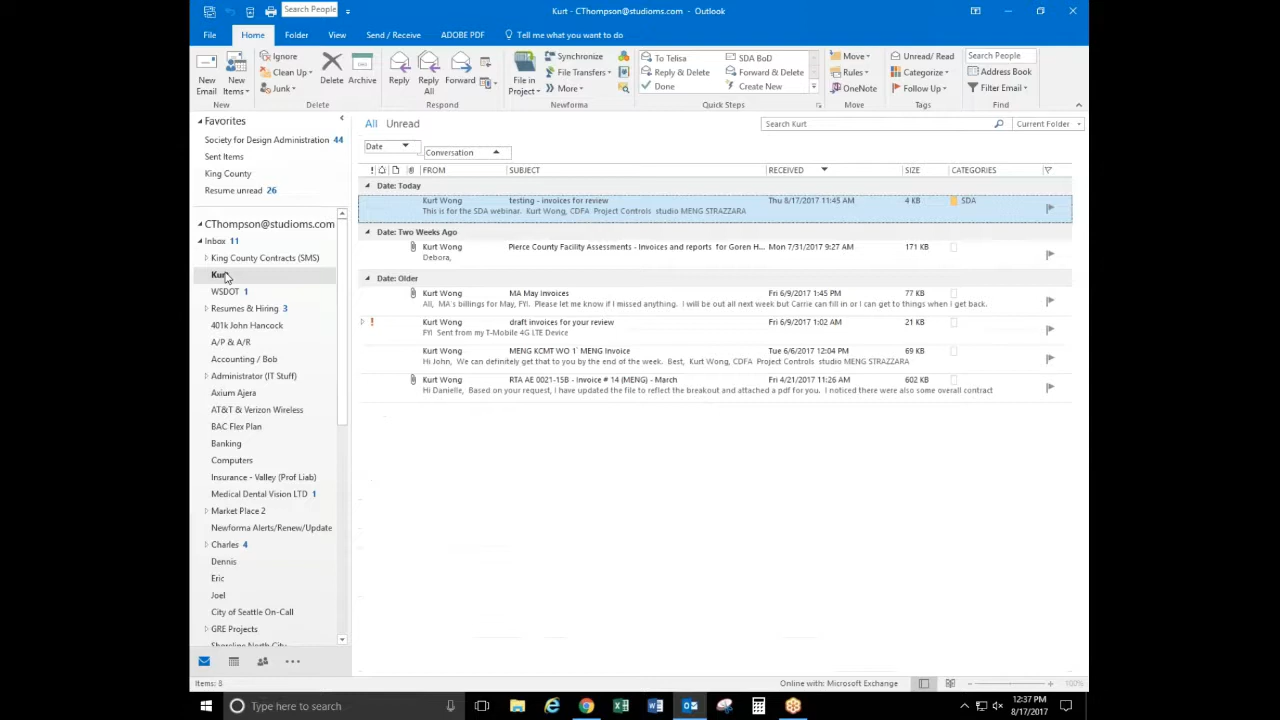 Search People
Kurt - CThompson@studioms.com - Outlook
File Home Folder View Send / Receive ADOBE PDF Tell me what you want to do
New Email
New Items
Ignore
Clean Up
Junk
Delete
Archive
Reply
Reply All
Forward
File in Project
Synchronize
File Transfers
More
To Telisa
Reply & Delete
Done
SDA BoD
Forward & Delete
Create New
Move
Rules
OneNote
Unread/ Read
Categorize
Follow Up
Search People
Address Book
Filter Email
New Delete Respond Newforma Quick Steps Move Tags Find
Favorites
Society for Design Administration 44
Sent Items
King County
Resume unread 26
CThompson@studioms.com
Inbox 11
King County Contracts (SMS)
Kurt
WSDOT 1
Resumes & Hiring 3
401k John Hancock
A/P & A/R
Accounting / Bob
Administrator (IT Stuff)
Axium Ajera
AT&T & Verizon Wireless
BAC Flex Plan
Banking
Computers
Insurance - Valley (Prof Liab)
Medical Dental Vision LTD 1
Market Place 2
Newforma Alerts/Renew/Update
Charles 4
Dennis
Eric
Joel
City of Seattle On-Call
GRE Projects
Shoreline North City
All Unread
Search Kurt
Current Folder
Date
Conversation
FROM SUBJECT RECEIVED SIZE CATEGORIES
Date: Today
Kurt Wong testing - invoices for review Thu 8/17/2017 11:45 AM 4 KB SDA
This is for the SDA webinar. Kurt Wong, CDFA Project Controls studio MENG STRAZZARA
Date: Two Weeks Ago
Kurt Wong Pierce County Facility Assessments - Invoices and reports for Goren H... Mon 7/31/2017 9:27 AM 171 KB
Debora,
Date: Older
Kurt Wong MA May Invoices Fri 6/9/2017 1:45 PM 77 KB
All, MA's billings for May, FYI. Please let me know if I missed anything. I will be out all next week but Carrie can fill in or I can get to things when I get back.
Kurt Wong draft invoices for your review Fri 6/9/2017 1:02 AM 21 KB
FYI Sent from my T-Mobile 4G LTE Device
Kurt Wong MENG KCMT WO 1` MENG Invoice Tue 6/6/2017 12:04 PM 69 KB
Hi John, We can definitely get that to you by the end of the week. Best, Kurt Wong, CDFA Project Controls studio MENG STRAZZARA
Kurt Wong RTA AE 0021-15B - Invoice # 14 (MENG) - March Fri 4/21/2017 11:26 AM 602 KB
Hi Danielle, Based on your request, I have updated the file to reflect the breakout and attached a pdf for you. I noticed there were also some overall contract
Items: 8
Online with: Microsoft Exchange
100%
Type here to search
12:37 PM
8/17/2017